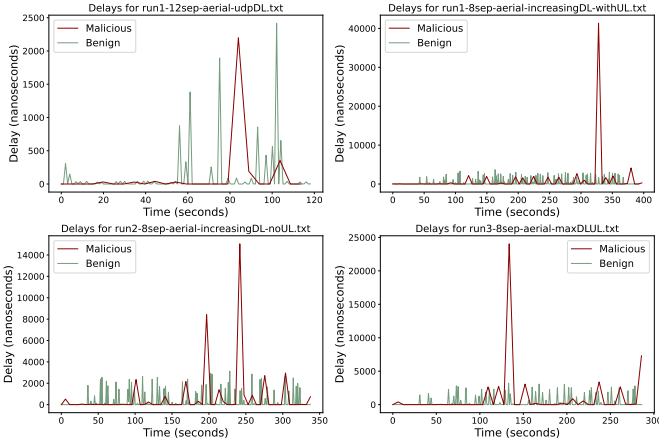 Delays for run1-12sep-aerial-udpDL.txt
Delay (nanoseconds)
2500
2000
1500
1000
500
0
Malicious
Benign
0 20 40 60 80 100 120
Time (seconds)
Delays for run1-8sep-aerial-increasingDL-withUL.txt
Delay (nanoseconds)
40000
30000
20000
10000
0
Malicious
Benign
0 50 100 150 200 250 300 350 400
Time (seconds)
Delays for run2-8sep-aerial-increasingDL-noUL.txt
Delay (nanoseconds)
14000
12000
10000
8000
6000
4000
2000
0
Malicious
Benign
0 50 100 150 200 250 300 350
Time (seconds)
Delays for run3-8sep-aerial-maxDLUL.txt
Delay (nanoseconds)
25000
20000
15000
10000
5000
0
Malicious
Benign
0 50 100 150 200 250 300
Time (seconds)